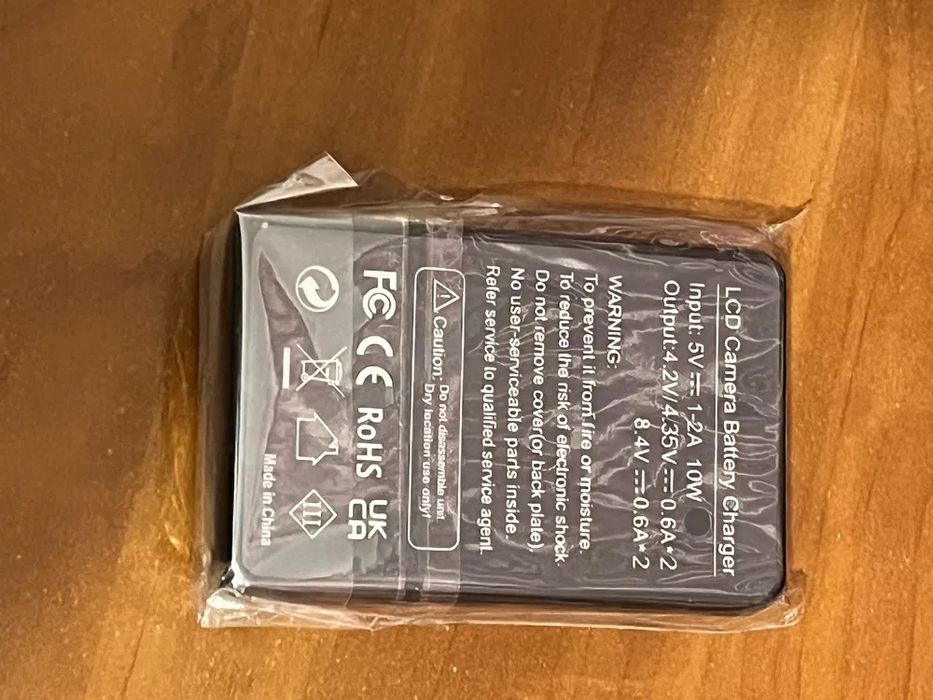 LCD Camera Battery Charger
Input: 5V⎓1-2A 10W
Output:4.2V/4.35V⎓0.6A*2
8.4V⎓0.6A*2
WARNING:
To prevent it from fire or moisture.
To reduce the risk of electronic shock.
Do not remove cover(or back plate).
No user-serviceable parts inside.
Refer service to qualified service agent.
Caution: Do not disassemble unit.
Dry location use only!
FC CE RoHS UK
CA
III
Made in China